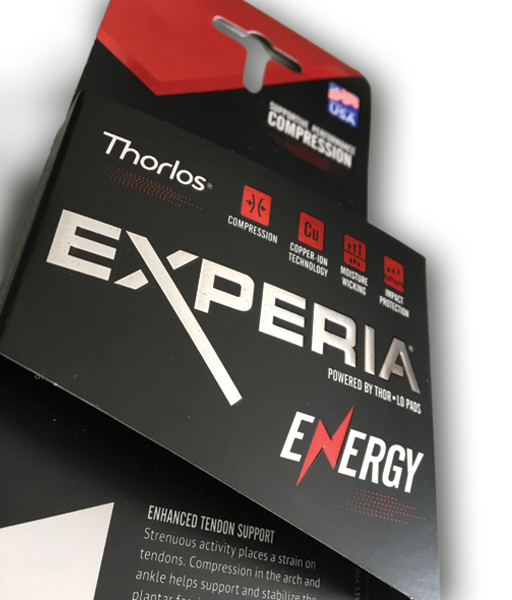 USA
SUPPORTIVE PERFORMANCE
COMPRESSION
Thorlos®
COMPRESSION
Cu
COPPER-ION
TECHNOLOGY
MOISTURE
WICKING
IMPACT
PROTECTION
EXPERIA®
POWERED BY THOR•LO PADS
ENERGY
ENHANCED TENDON SUPPORT
Strenuous activity places a strain on
tendons. Compression in the arch and
ankle helps support and stabilize the